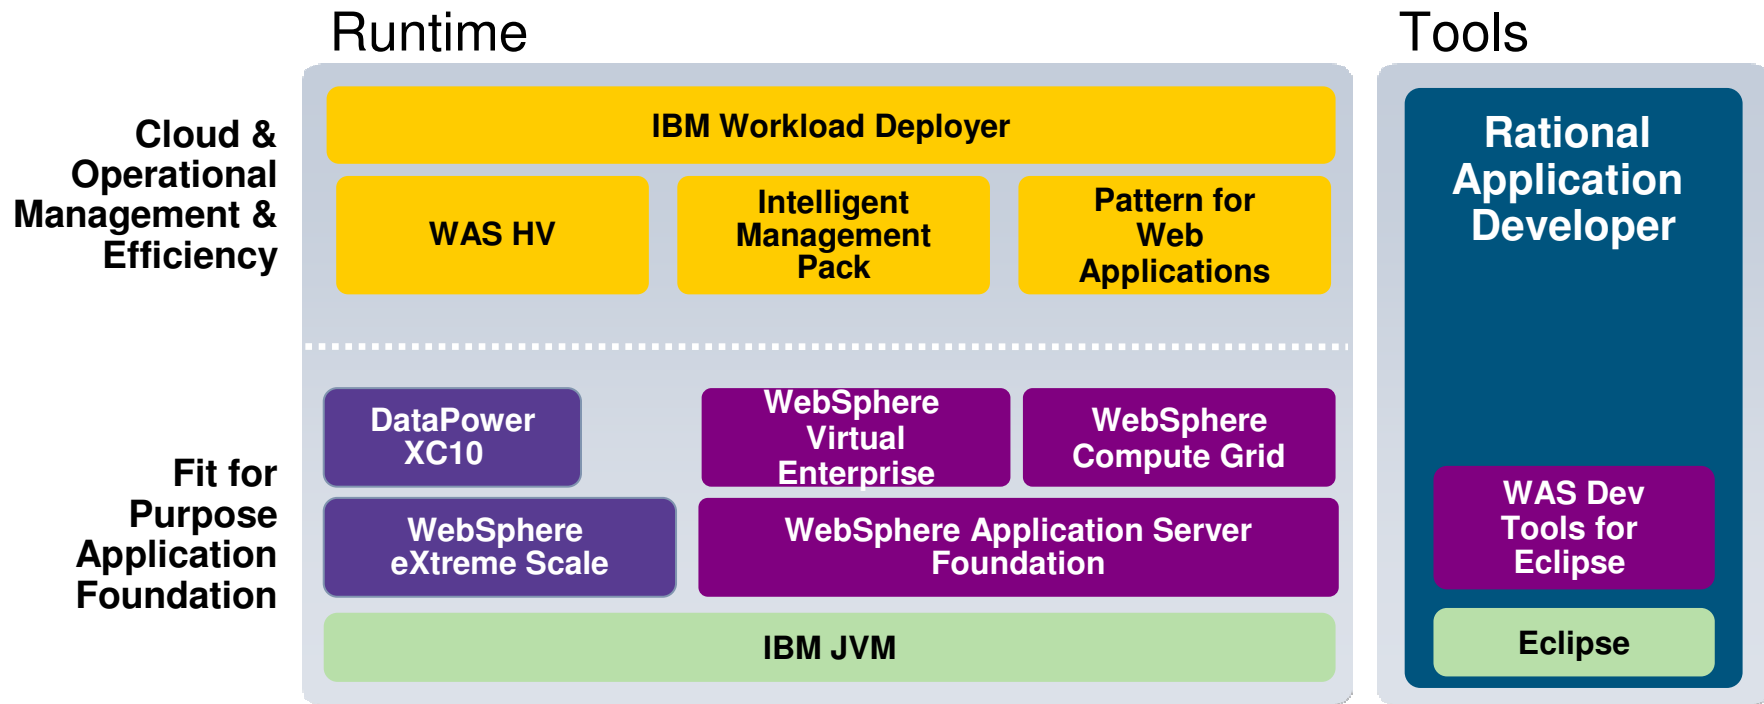 Runtime
Tools
Cloud &
Operational
Management &
Efficiency
IBM Workload Deployer
WAS HV
Intelligent
Management
Pack
Pattern for
Web
Applications
Rational
Application
Developer
Fit for
Purpose
Application
Foundation
DataPower
XC10
WebSphere
Virtual
Enterprise
WebSphere
Compute Grid
WebSphere
eXtreme Scale
WebSphere Application Server
Foundation
IBM JVM
WAS Dev
Tools for
Eclipse
Eclipse